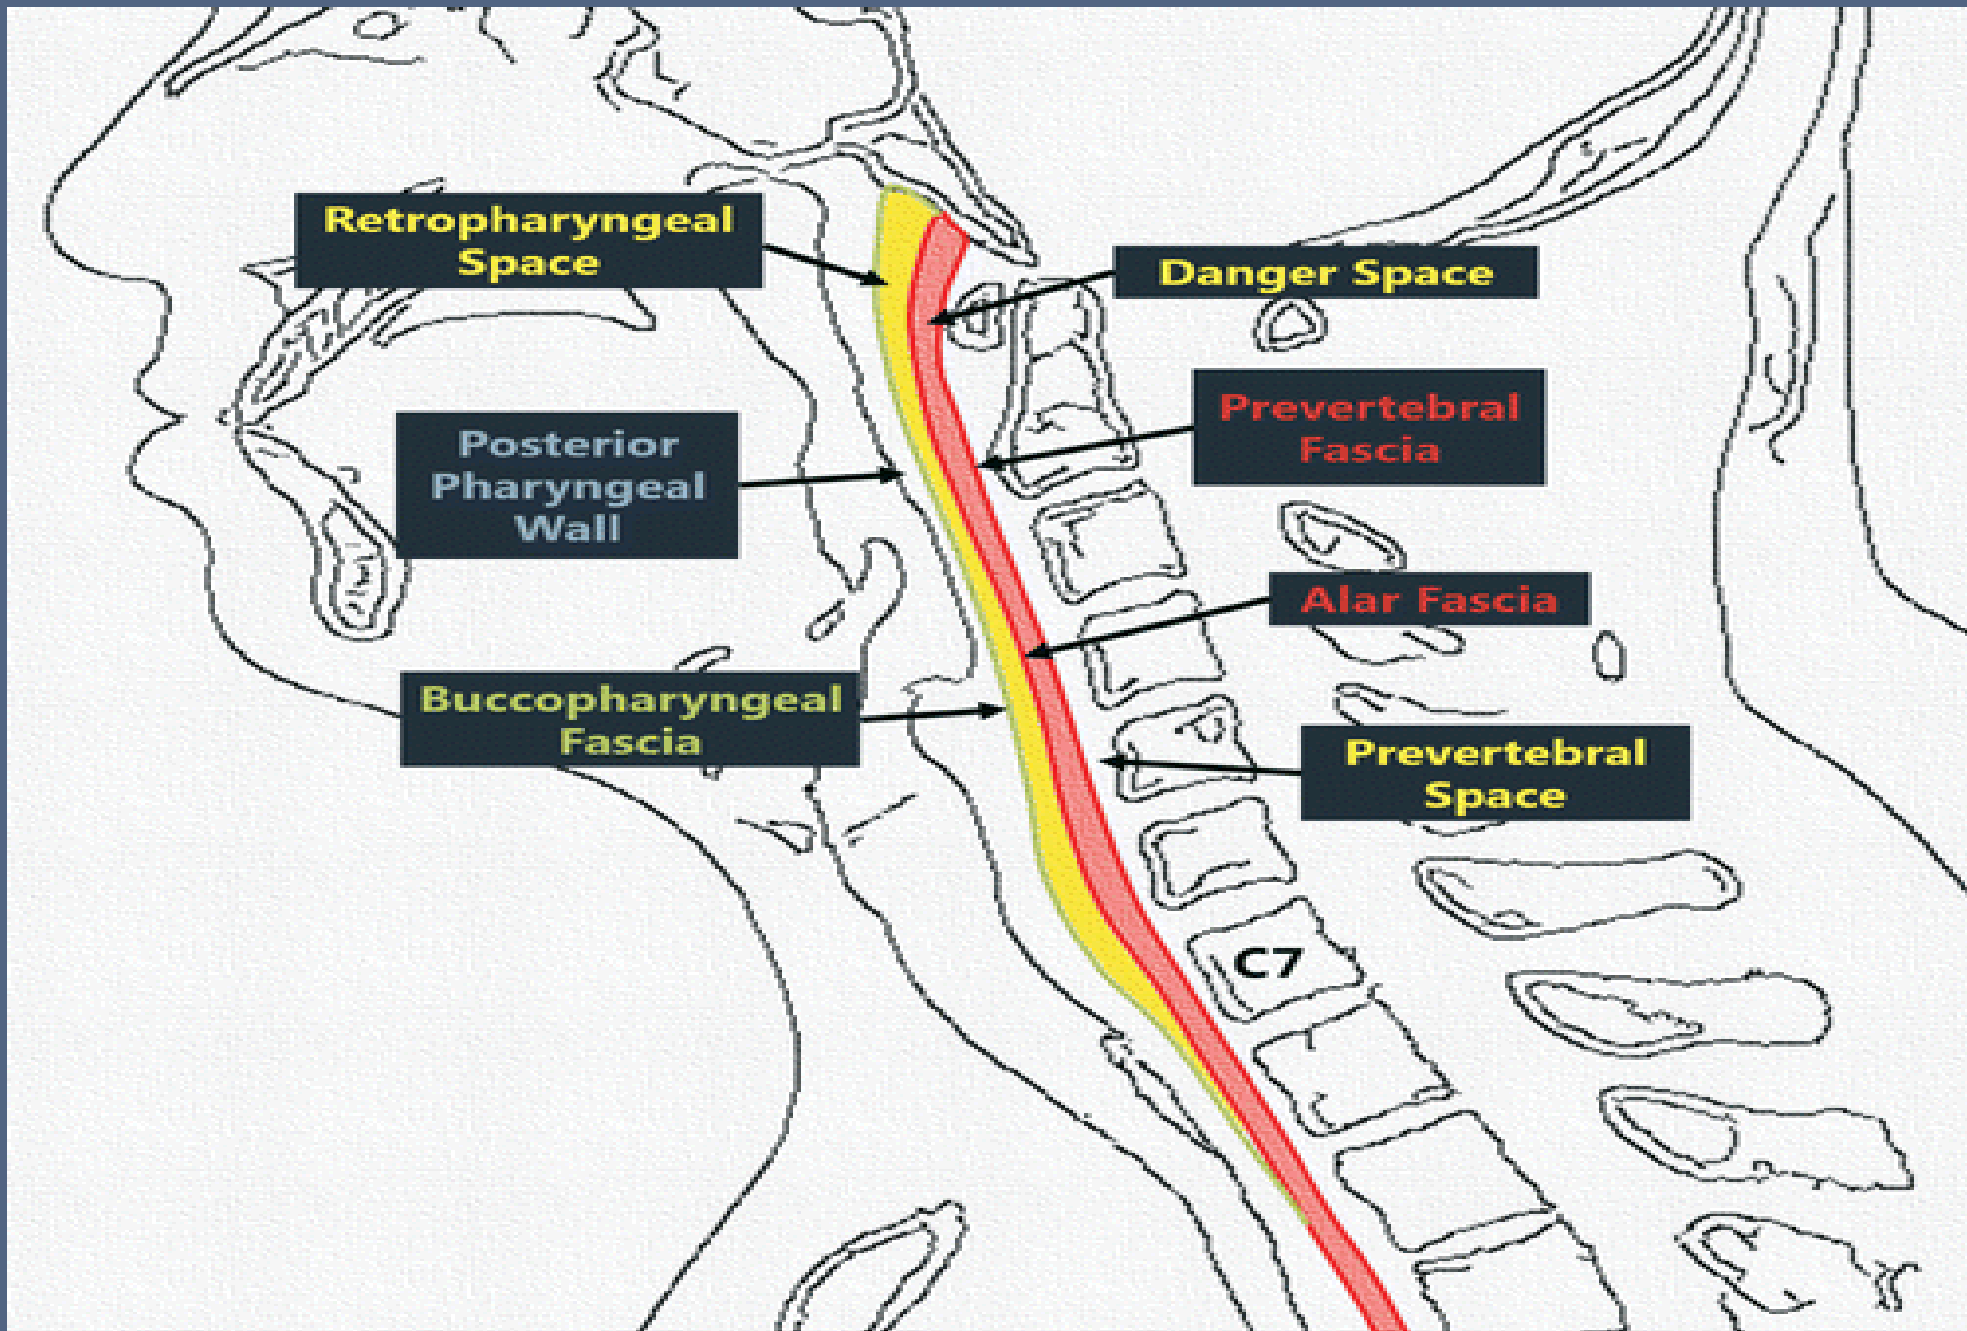 Retropharyngeal
Space
Danger Space
Prevertebral
Fascia
Posterior
Pharyngeal
Wall
Alar Fascia
Buccopharyngeal
Fascia
Prevertebral
Space
C7